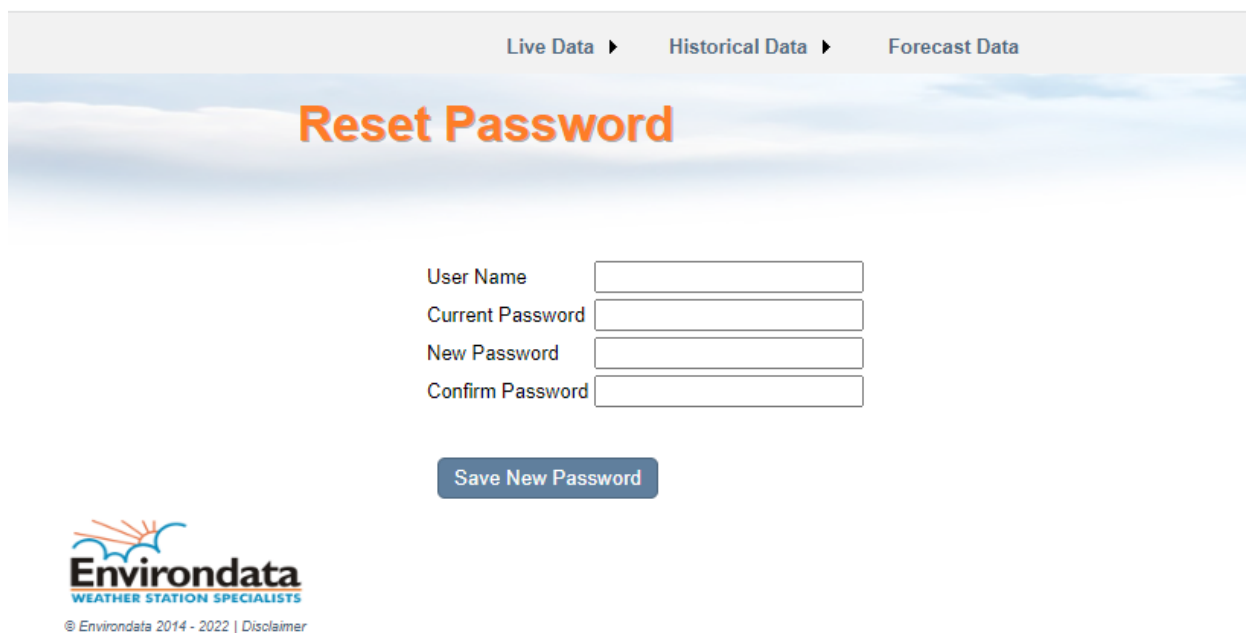 Live Data Historical Data Forecast Data
Reset Password
User Name
Current Password
New Password
Confirm Password
Save New Password
Environdata
WEATHER STATION SPECIALISTS
© Environdata 2014 - 2022 | Disclaimer